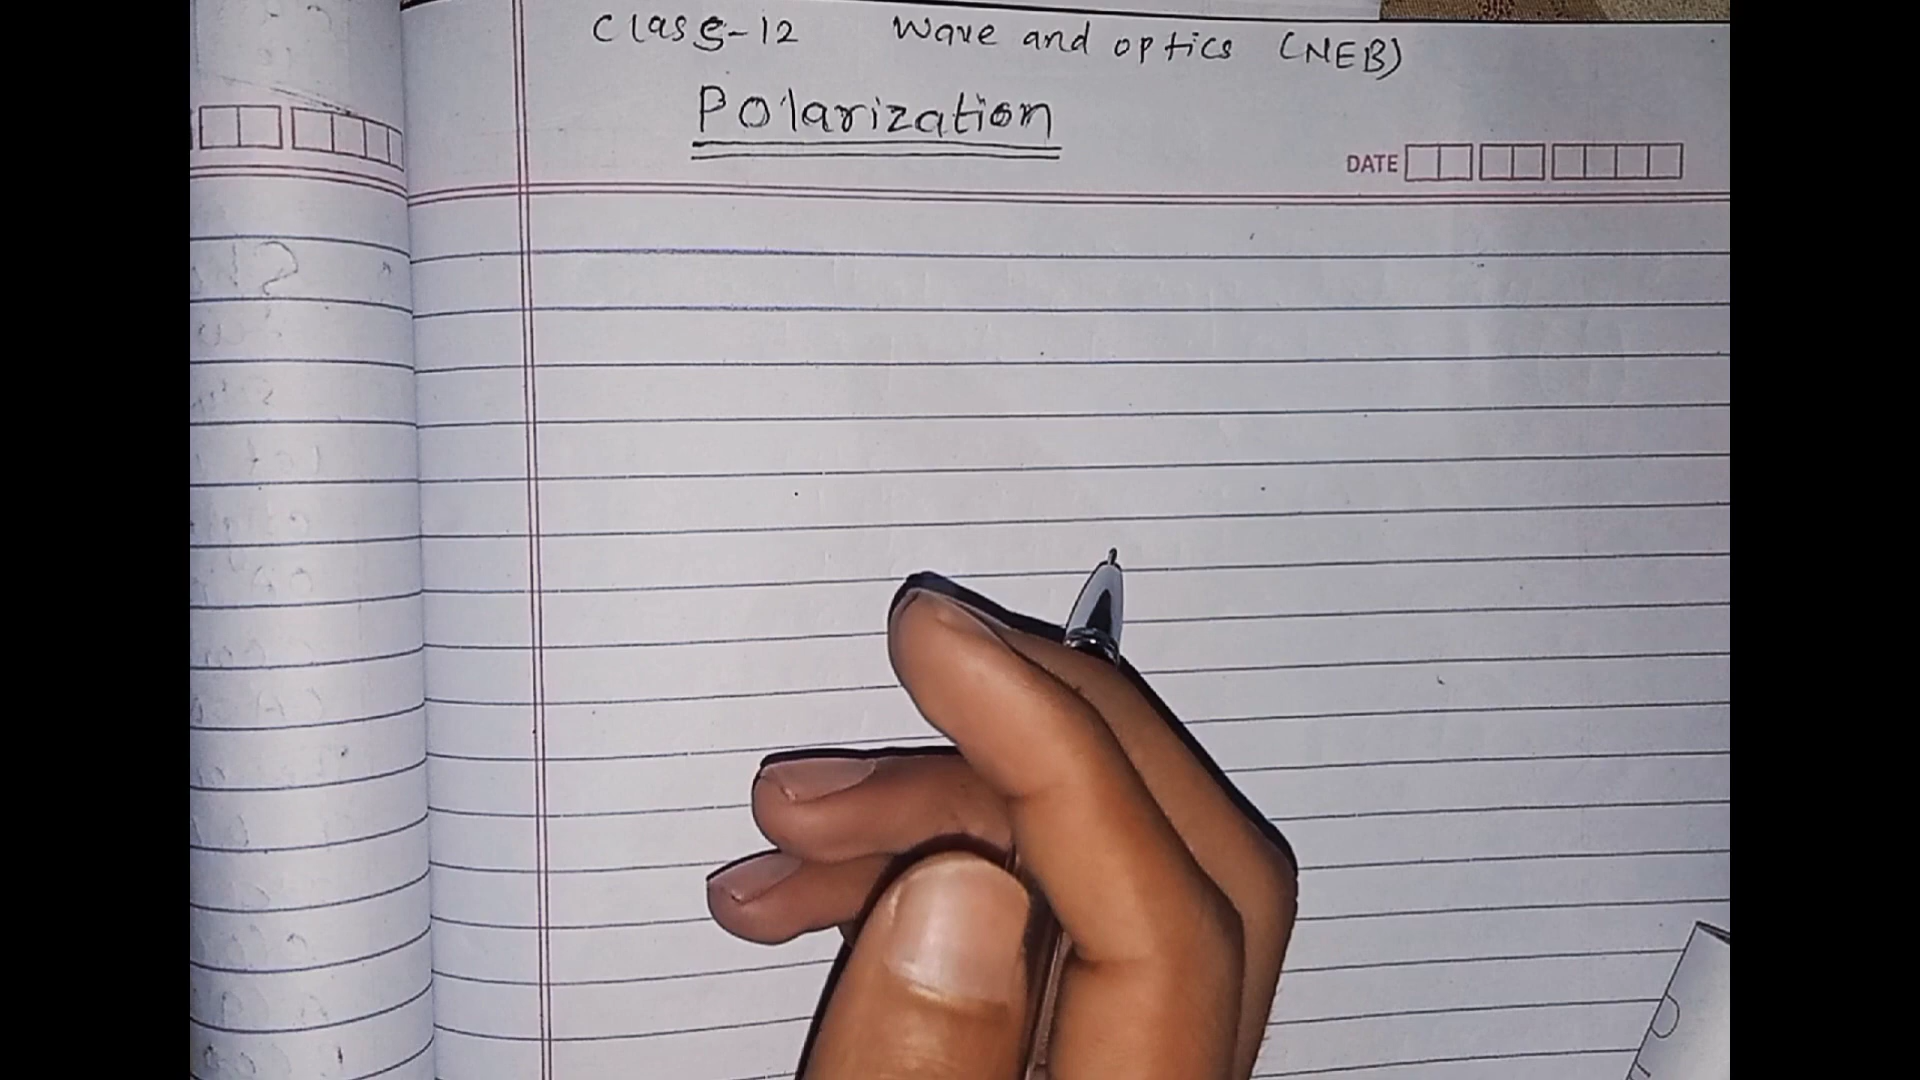 Class-12 Wave and optics (NEB)
Polarization
DATE